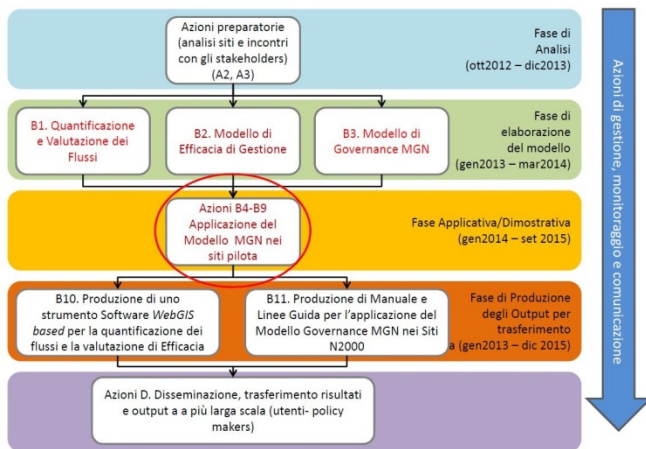 Azioni preparatorie
(analisi siti e incontri
con gli stakeholders)
(A2, A3)
Fase di
Analisi
(ott2012 – dic2013)
B1. Quantificazione
e Valutazione dei
Flussi
B2. Modello di
Efficacia di Gestione
B3. Modello di
Governance MGN
Fase di
elaborazione
del modello
(gen2013 – mar2014)
Azioni B4-B9
Applicazione del
Modello MGN nei
siti pilota
Fase Applicativa/Dimostrativa
(gen2014 – set 2015)
B10. Produzione di uno
strumento Software WebGIS
based per la quantificazione dei
flussi e la valutazione di Efficacia
B11. Produzione di Manuale e
Linee Guida per l'applicazione del
Modello Governance MGN nei Siti
N2000
Fase di Produzione
degli Output per
trasferimento
a (gen2013 – dic 2015)
Azioni D. Disseminazione, trasferimento risultati
e output a a più larga scala (utenti- policy
makers)
Azioni di gestione, monitoraggio e comunicazione